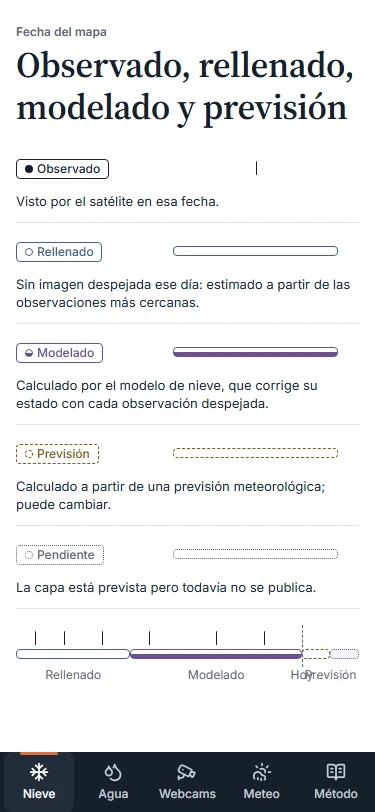 Fecha del mapa
Observado, rellenado,
modelado y previsión
Observado
Visto por el satélite en esa fecha.
Rellenado
Sin imagen despejada ese día: estimado a partir de las
observaciones más cercanas.
Modelado
Calculado por el modelo de nieve, que corrige su
estado con cada observación despejada.
Previsión
Calculado a partir de una previsión meteorológica;
puede cambiar.
Pendiente
La capa está prevista pero todavía no se publica.
Rellenado Modelado Hoy Previsión
Nieve Agua Webcams Meteo Método